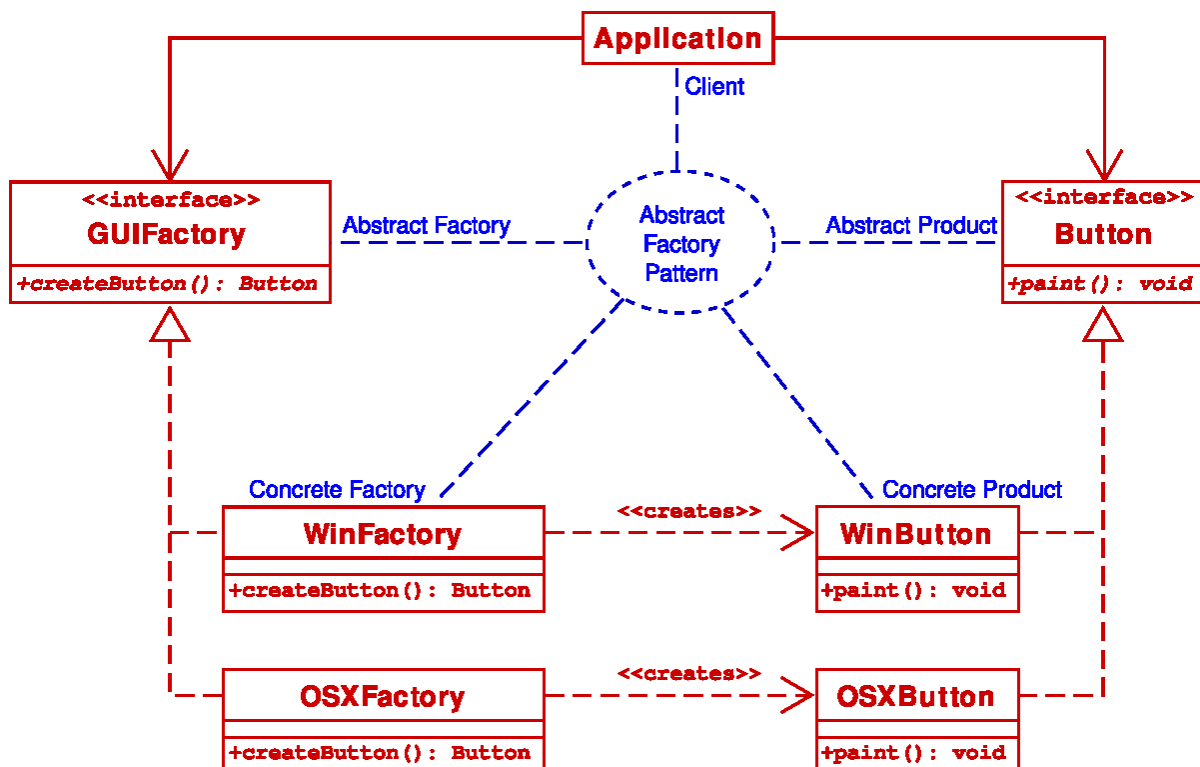 Application
Client
<<interface>>
GUIFactory
+createButton(): Button
Abstract Factory
Abstract
Factory
Pattern
Abstract Product
<<interface>>
Button
+paint(): void
Concrete Factory
Concrete Product
WinFactory
+createButton(): Button
<<creates>>
WinButton
+paint(): void
OSXFactory
+createButton(): Button
<<creates>>
OSXButton
+paint(): void